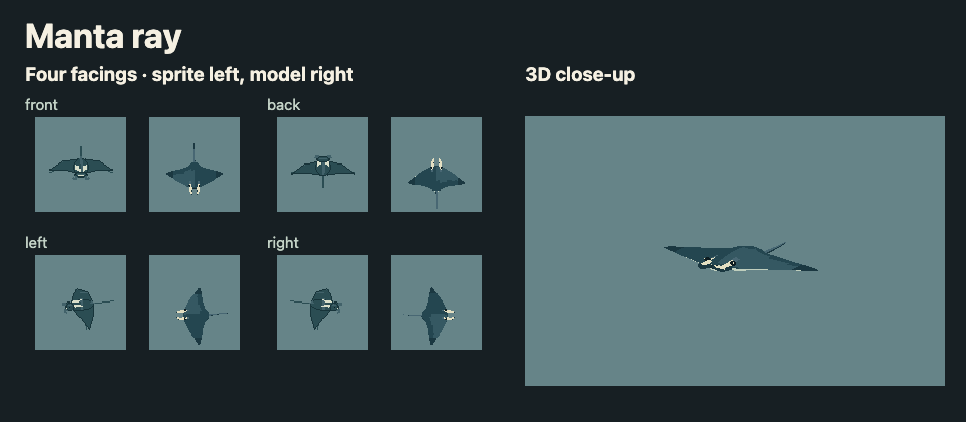 Manta ray
Four facings · sprite left, model right
3D close-up
front
back
left
right